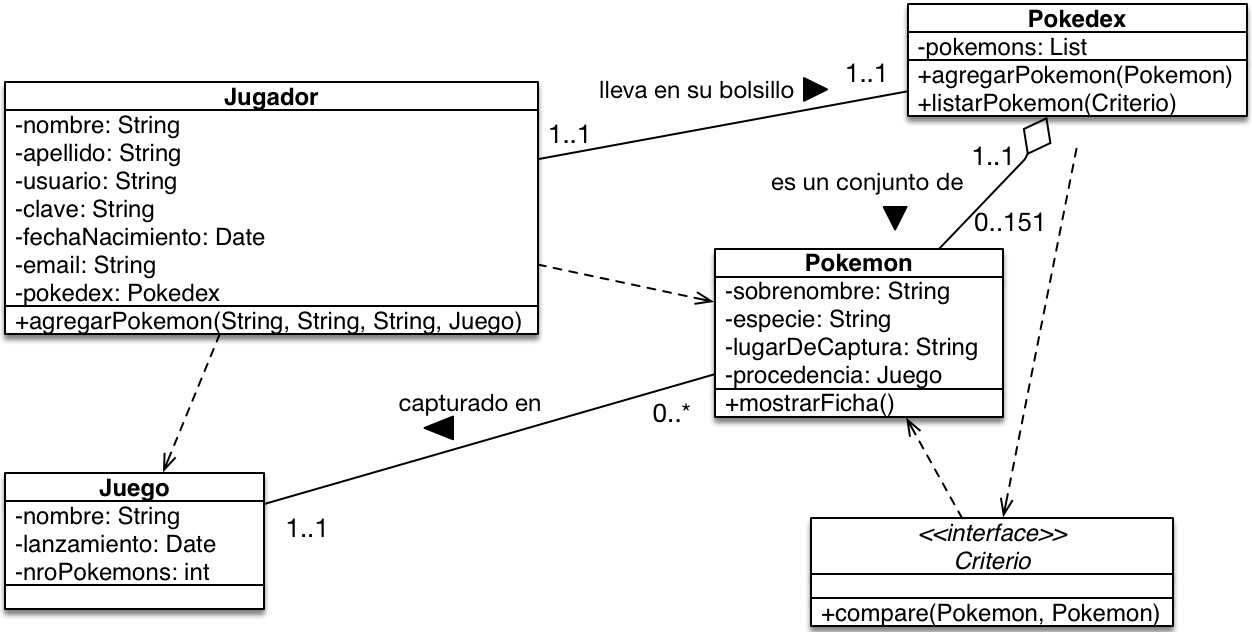 Pokedex
-pokemons: List
+agregarPokemon(Pokemon)
+listarPokemon(Criterio)
lleva en su bolsillo
1..1
1..1
Jugador
-nombre: String
-apellido: String
-usuario: String
-clave: String
-fechaNacimiento: Date
-email: String
-pokedex: Pokedex
+agregarPokemon(String, String, String, Juego)
1..1
es un conjunto de
0..151
Pokemon
-sobrenombre: String
-especie: String
-lugarDeCaptura: String
-procedencia: Juego
+mostrarFicha()
capturado en
0..*
1..1
Juego
-nombre: String
-lanzamiento: Date
-nroPokemons: int
<<interface>>
Criterio
+compare(Pokemon, Pokemon)